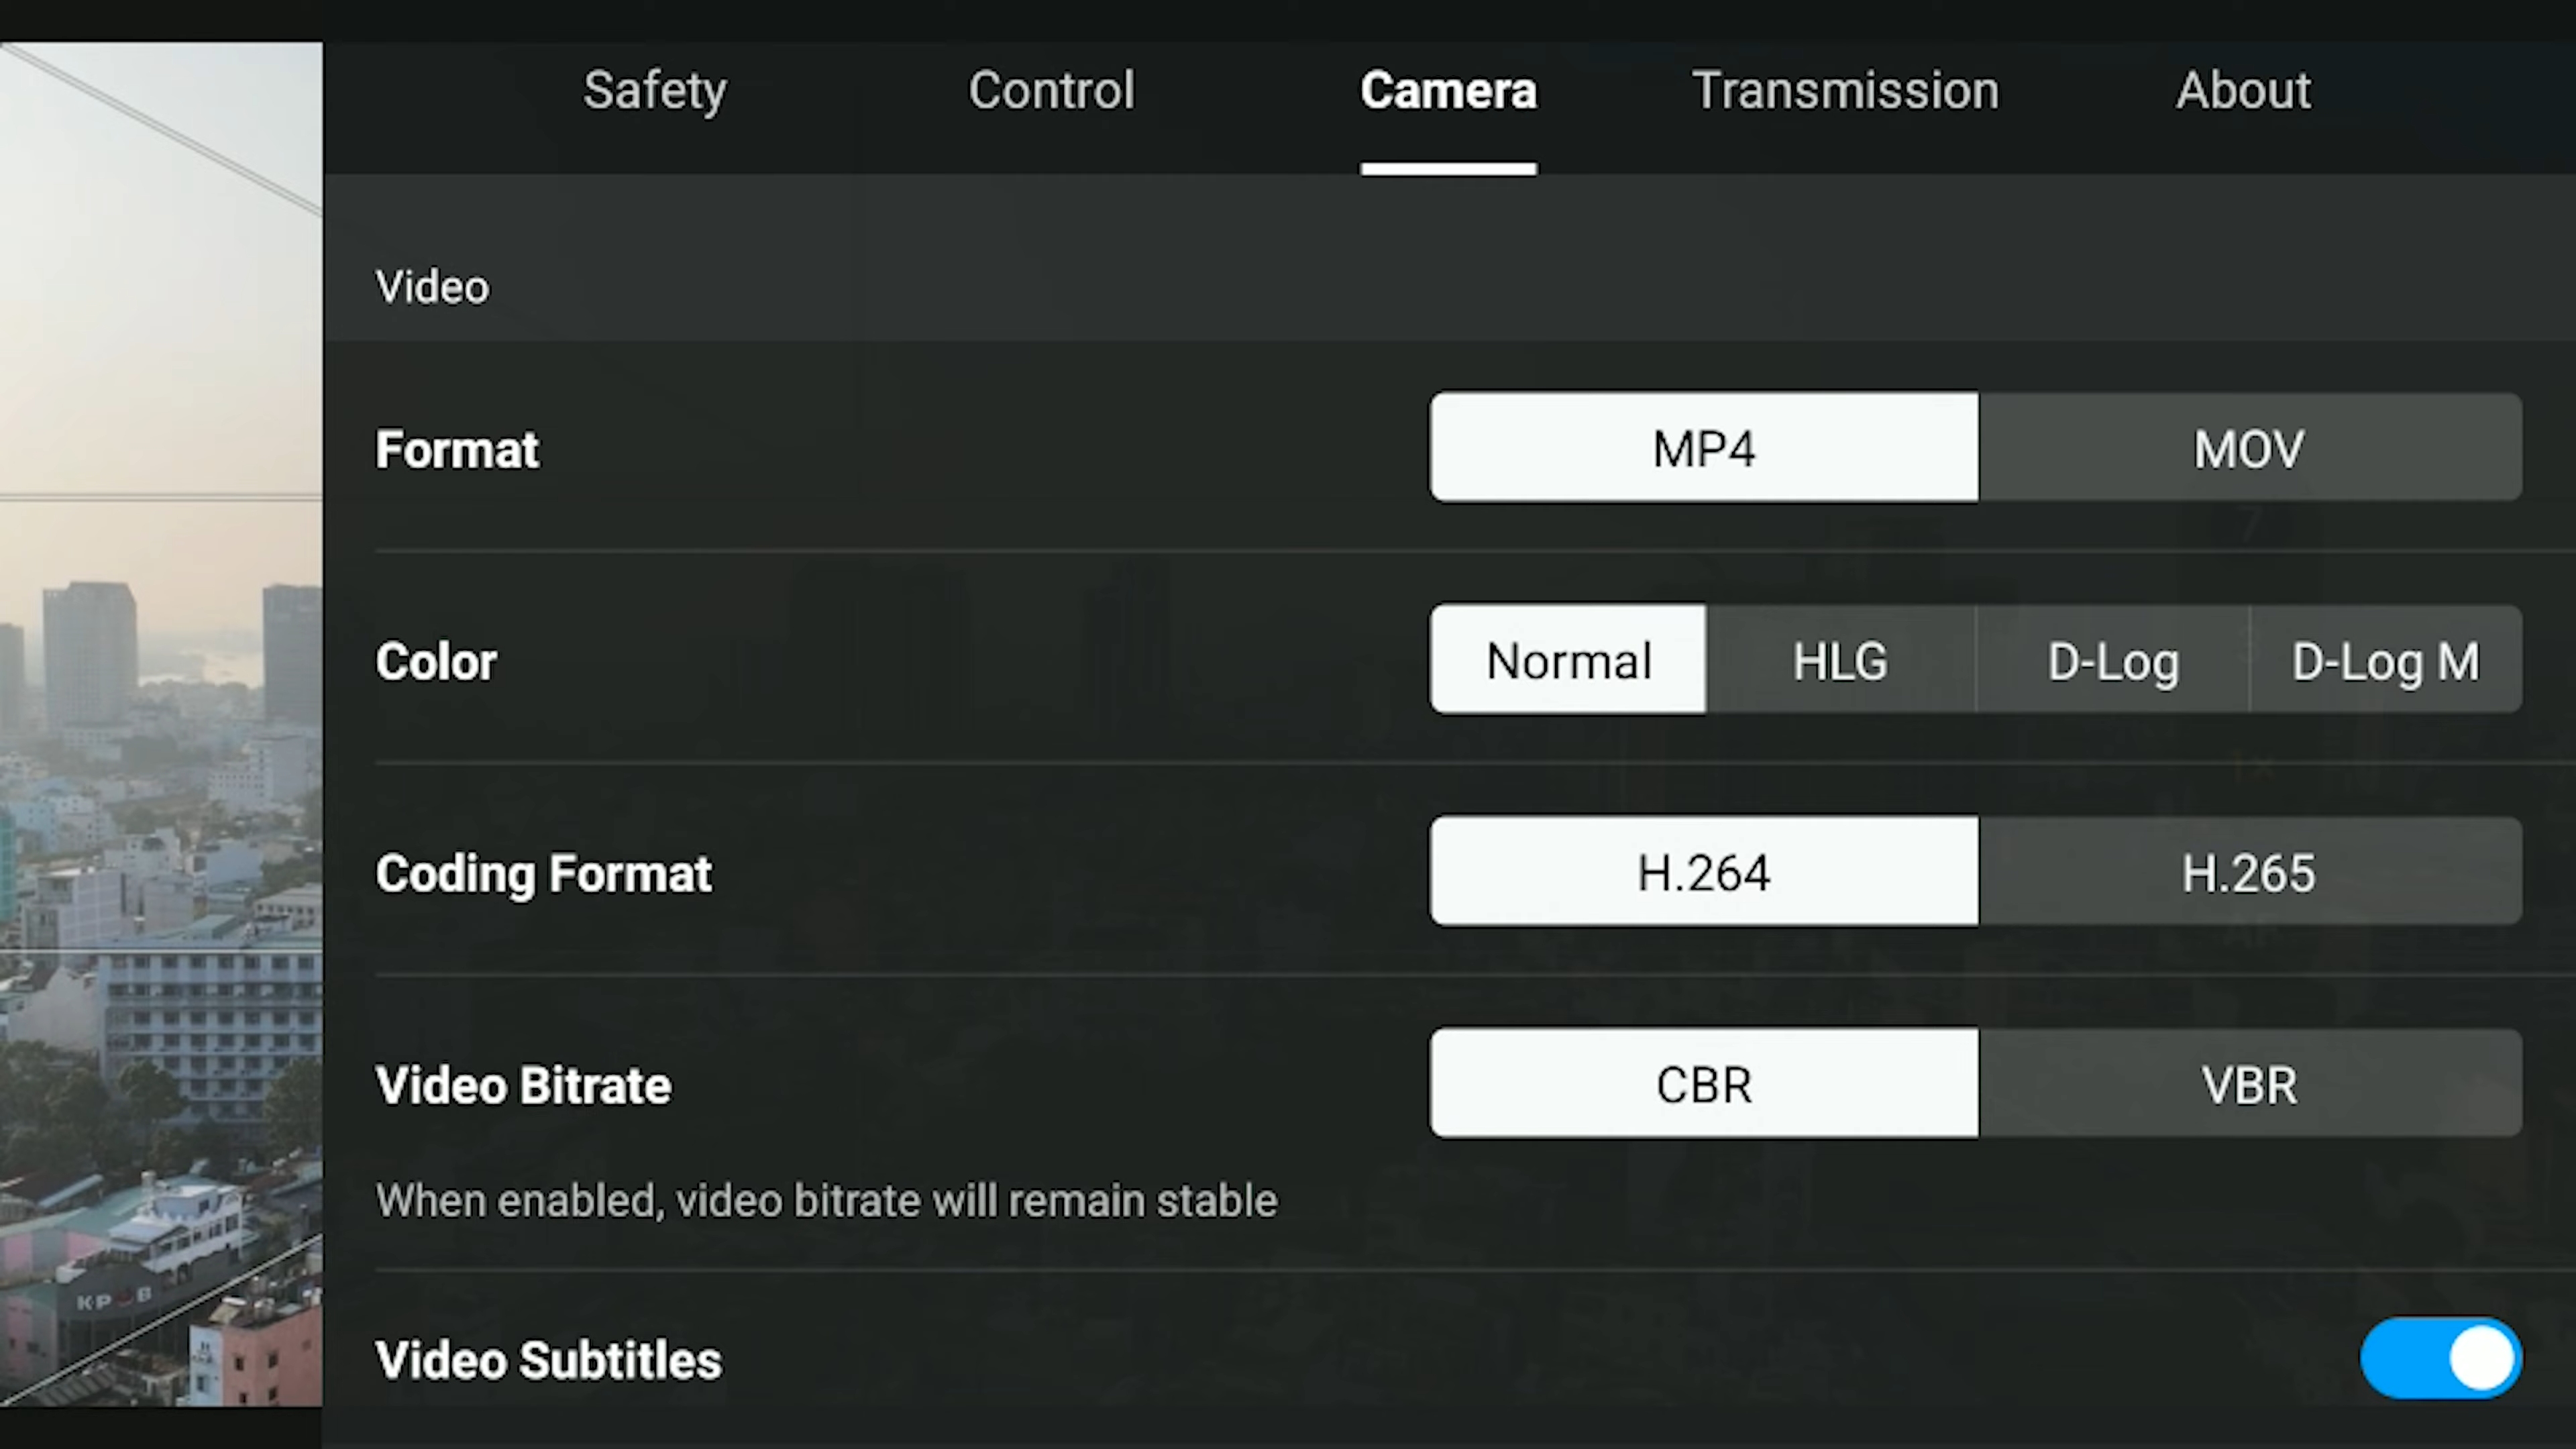 Safety Control Camera Transmission About
Video
Format MP4 MOV
Color Normal HLG D-Log D-Log M
Coding Format H.264 H.265
Video Bitrate CBR VBR
When enabled, video bitrate will remain stable
Video Subtitles